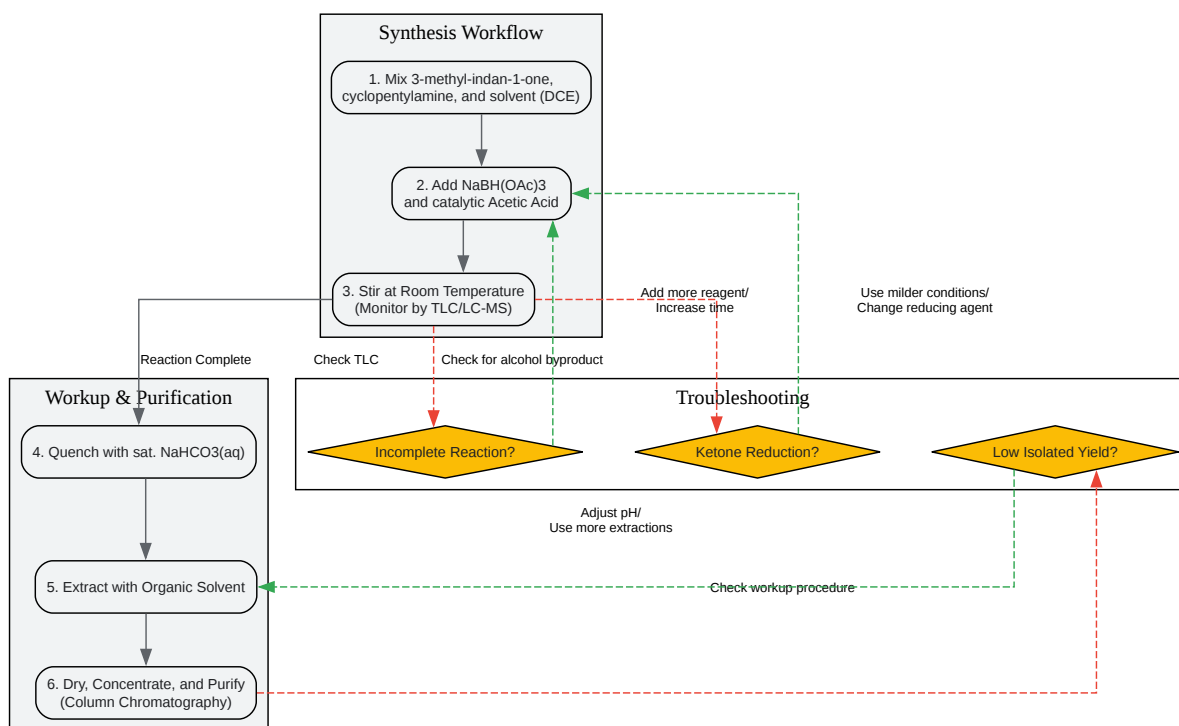 Synthesis Workflow
1. Mix 3-methyl-indan-1-one,
cyclopentylamine, and solvent (DCE)
2. Add NaBH(OAc)3
and catalytic Acetic Acid
3. Stir at Room Temperature
(Monitor by TLC/LC-MS)
Add more reagent/
Increase time
Use milder conditions/
Change reducing agent
Reaction Complete
Check TLC
Check for alcohol byproduct
Workup & Purification
Troubleshooting
4. Quench with sat. NaHCO3(aq)
Incomplete Reaction?
Ketone Reduction?
Low Isolated Yield?
Adjust pH/
Use more extractions
5. Extract with Organic Solvent
Check workup procedure
6. Dry, Concentrate, and Purify
(Column Chromatography)